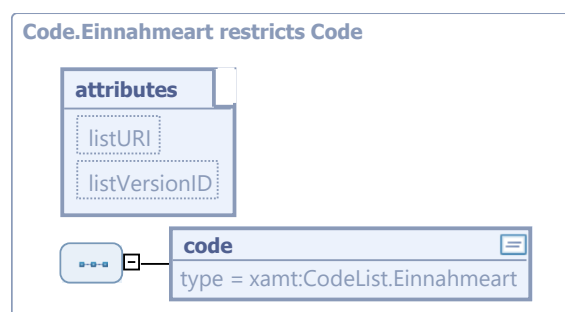 Code.Einnahmeart restricts Code
attributes
listURI
listVersionID
code
type = xamt:CodeList.Einnahmeart